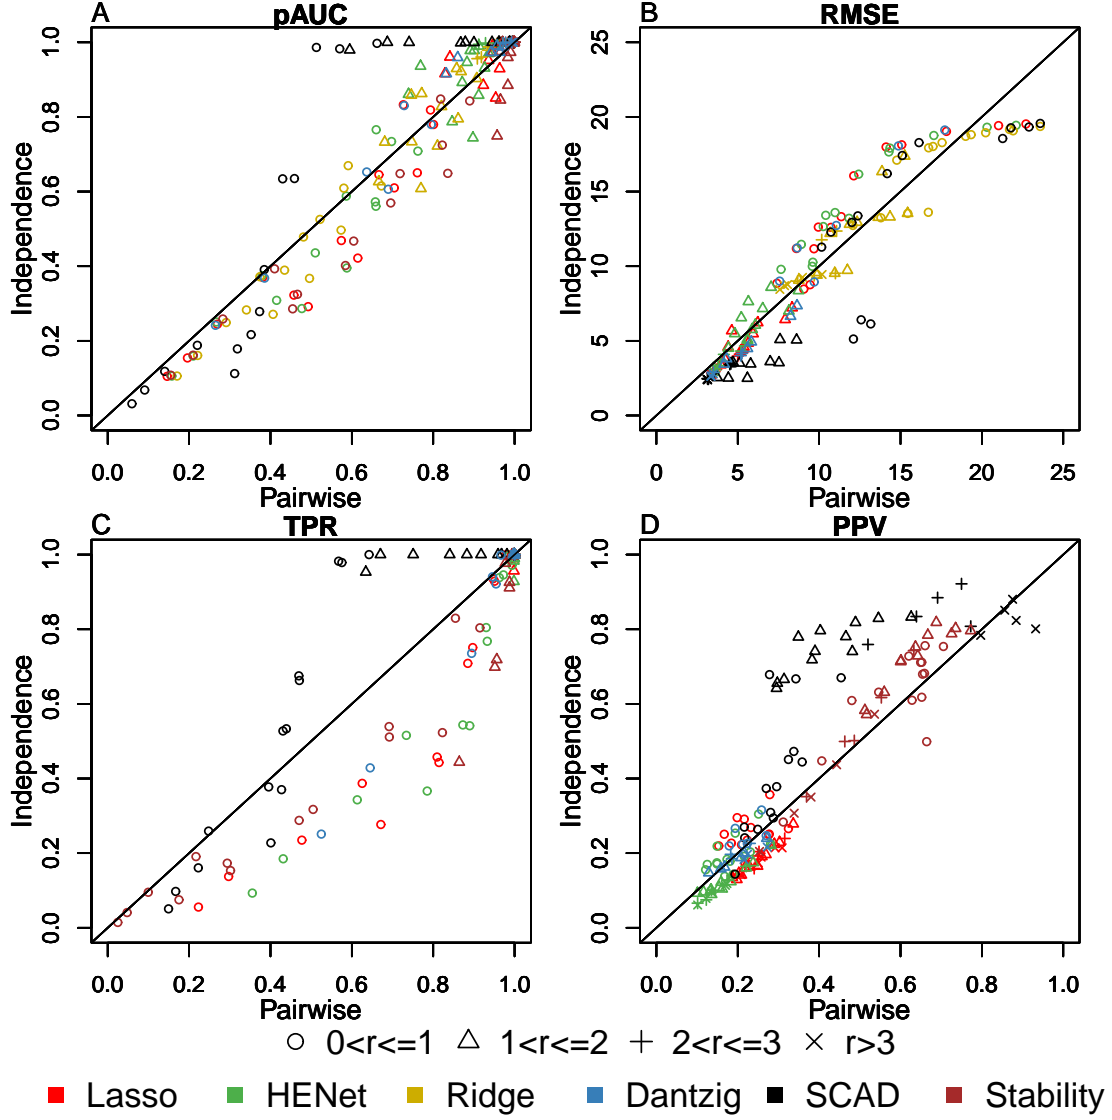 A pAUC
B RMSE
Independence
0.0 0.2 0.4 0.6 0.8 1.0
0.0 0.2 0.4 0.6 0.8 1.0
Pairwise
Independence
0 5 10 15 20 25
0 5 10 15 20 25
Pairwise
C TPR
D PPV
Independence
0.0 0.2 0.4 0.6 0.8 1.0
0.0 0.2 0.4 0.6 0.8 1.0
Pairwise
Independence
0.0 0.2 0.4 0.6 0.8 1.0
0.0 0.2 0.4 0.6 0.8 1.0
Pairwise
0<r<=1 1<r<=2 2<r<=3 r>3
Lasso HENet Ridge Dantzig SCAD Stability